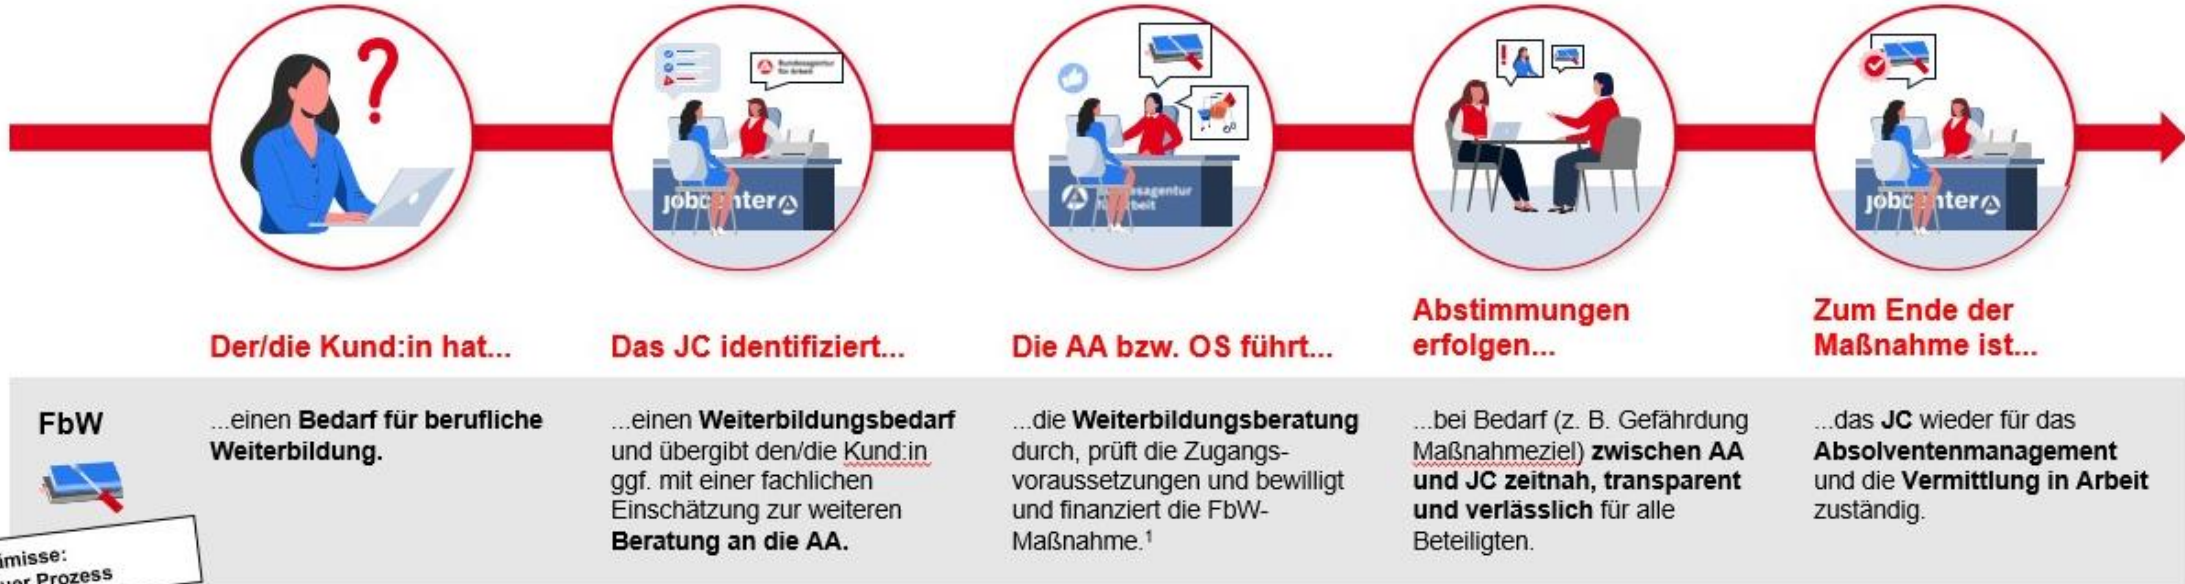 Bundesagentur
für Arbeit
Der/die Kund:in hat...
Das JC identifiziert...
Die AA bzw. OS führt...
Abstimmungen
erfolgen...
Zum Ende der
Maßnahme ist...
FbW
...einen Bedarf für berufliche
Weiterbildung.
...einen Weiterbildungsbedarf
und übergibt den/die Kund:in
ggf. mit einer fachlichen
Einschätzung zur weiteren
Beratung an die AA.
...die Weiterbildungsberatung
durch, prüft die Zugangs-
voraussetzungen und bewilligt
und finanziert die FbW-
Maßnahme.¹
...bei Bedarf (z. B. Gefährdung
Maßnahmeziel) zwischen AA
und JC zeitnah, transparent
und verlässlich für alle
Beteiligten.
...das JC wieder für das
Absolventenmanagement
und die Vermittlung in Arbeit
zuständig.
Prozess